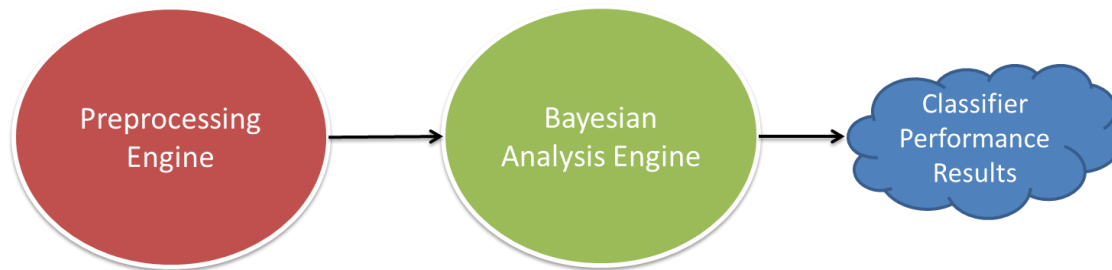 Preprocessing
Engine
Bayesian
Analysis Engine
Classifier
Performance
Results